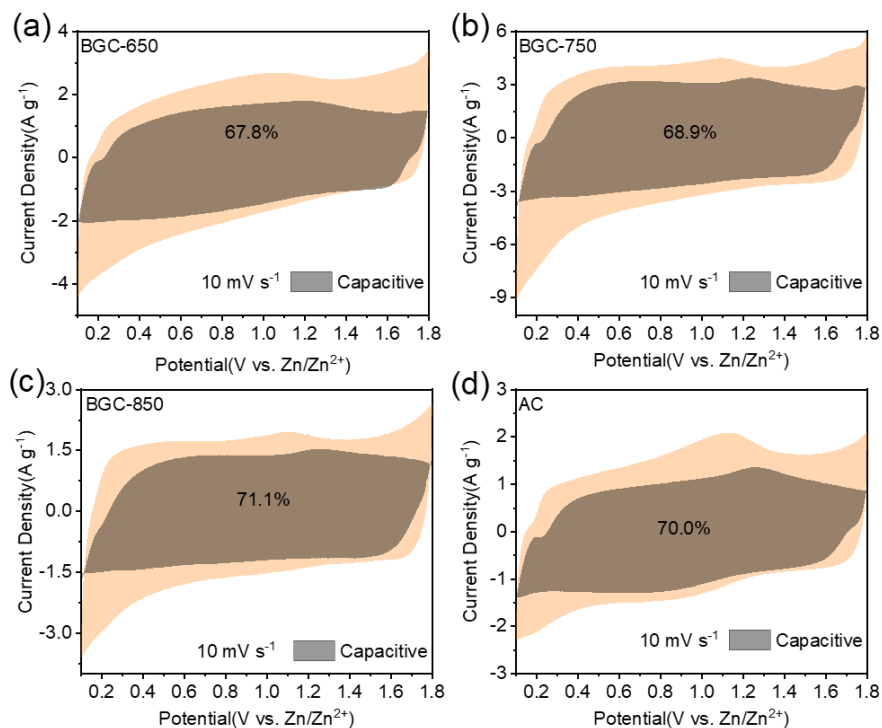 (a)
BGC-650
4
2
0
-2
-4
Current Density(A g⁻¹)
67.8%
10 mV s⁻¹ Capacitive
0.2 0.4 0.6 0.8 1.0 1.2 1.4 1.6 1.8
Potential(V vs. Zn/Zn²⁺)
(b)
BGC-750
6
3
0
-3
-6
-9
Current Density(A g⁻¹)
68.9%
10 mV s⁻¹ Capacitive
0.2 0.4 0.6 0.8 1.0 1.2 1.4 1.6 1.8
Potential(V vs. Zn/Zn²⁺)
(c)
BGC-850
3.0
1.5
0.0
-1.5
-3.0
Current Density(A g⁻¹)
71.1%
10 mV s⁻¹ Capacitive
0.2 0.4 0.6 0.8 1.0 1.2 1.4 1.6 1.8
Potential(V vs. Zn/Zn²⁺)
(d)
AC
3
2
1
0
-1
-2
-3
Current Density(A g⁻¹)
70.0%
10 mV s⁻¹ Capacitive
0.2 0.4 0.6 0.8 1.0 1.2 1.4 1.6 1.8
Potential(V vs. Zn/Zn²⁺)